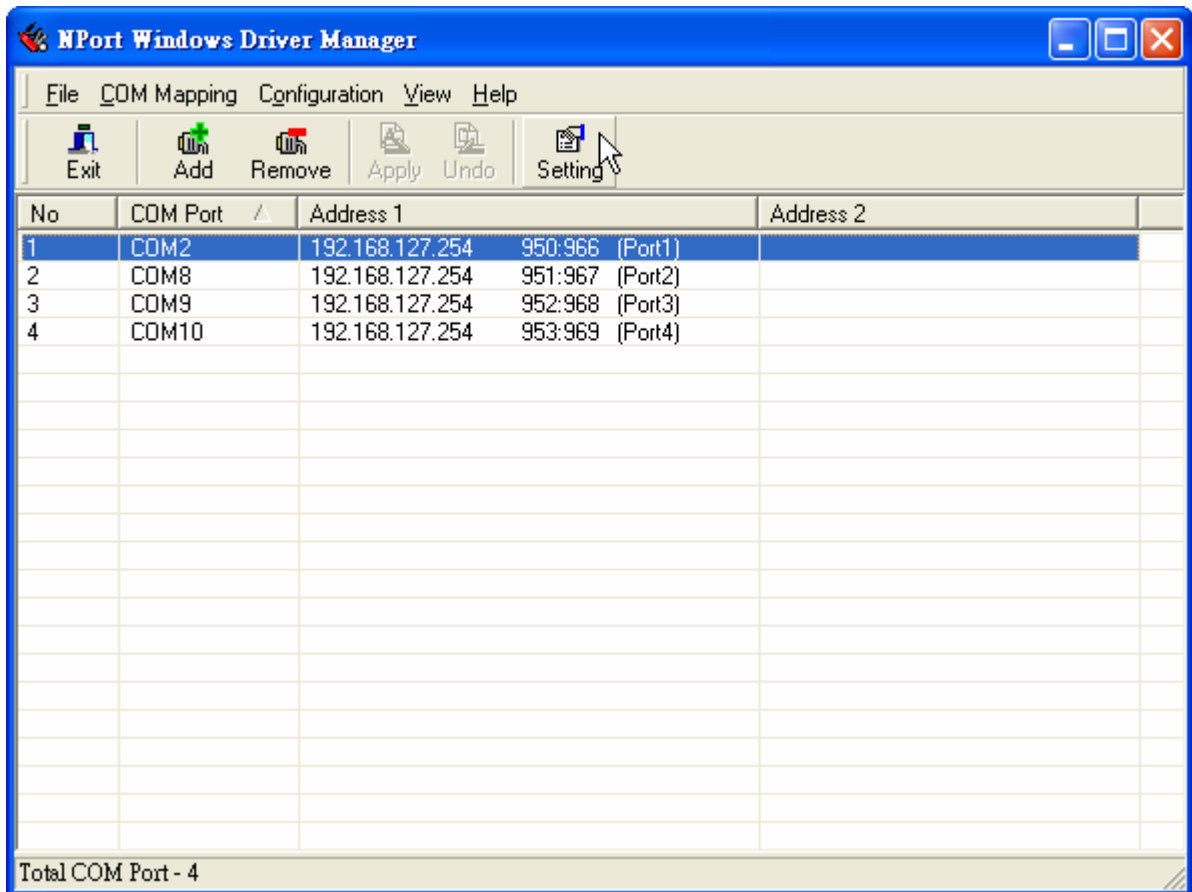 NPort Windows Driver Manager
File COM Mapping Configuration View Help
Exit Add Remove Apply Undo Setting
No COM Port Address 1 Address 2
1 COM2 192.168.127.254 950:966 (Port1)
2 COM8 192.168.127.254 951:967 (Port2)
3 COM9 192.168.127.254 952:968 (Port3)
4 COM10 192.168.127.254 953:969 (Port4)
Total COM Port - 4